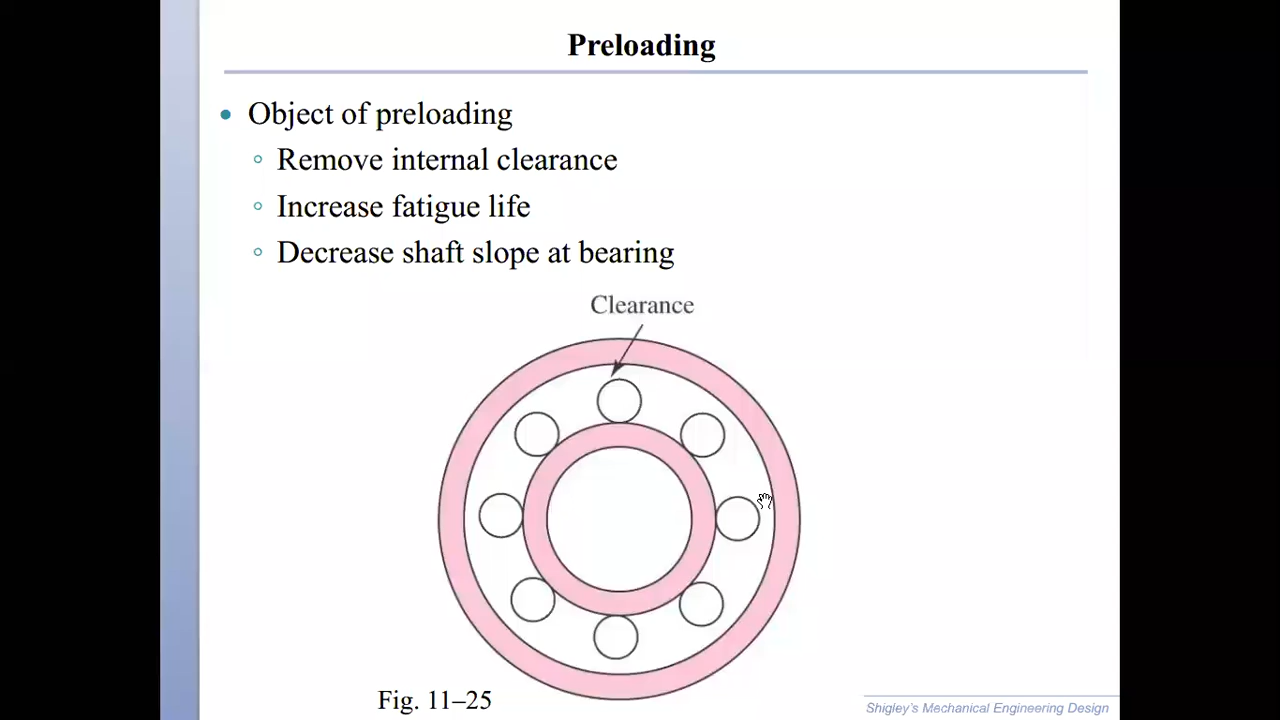 Preloading
• Object of preloading
◦ Remove internal clearance
◦ Increase fatigue life
◦ Decrease shaft slope at bearing
Clearance
Fig. 11–25
Shigley's Mechanical Engineering Design